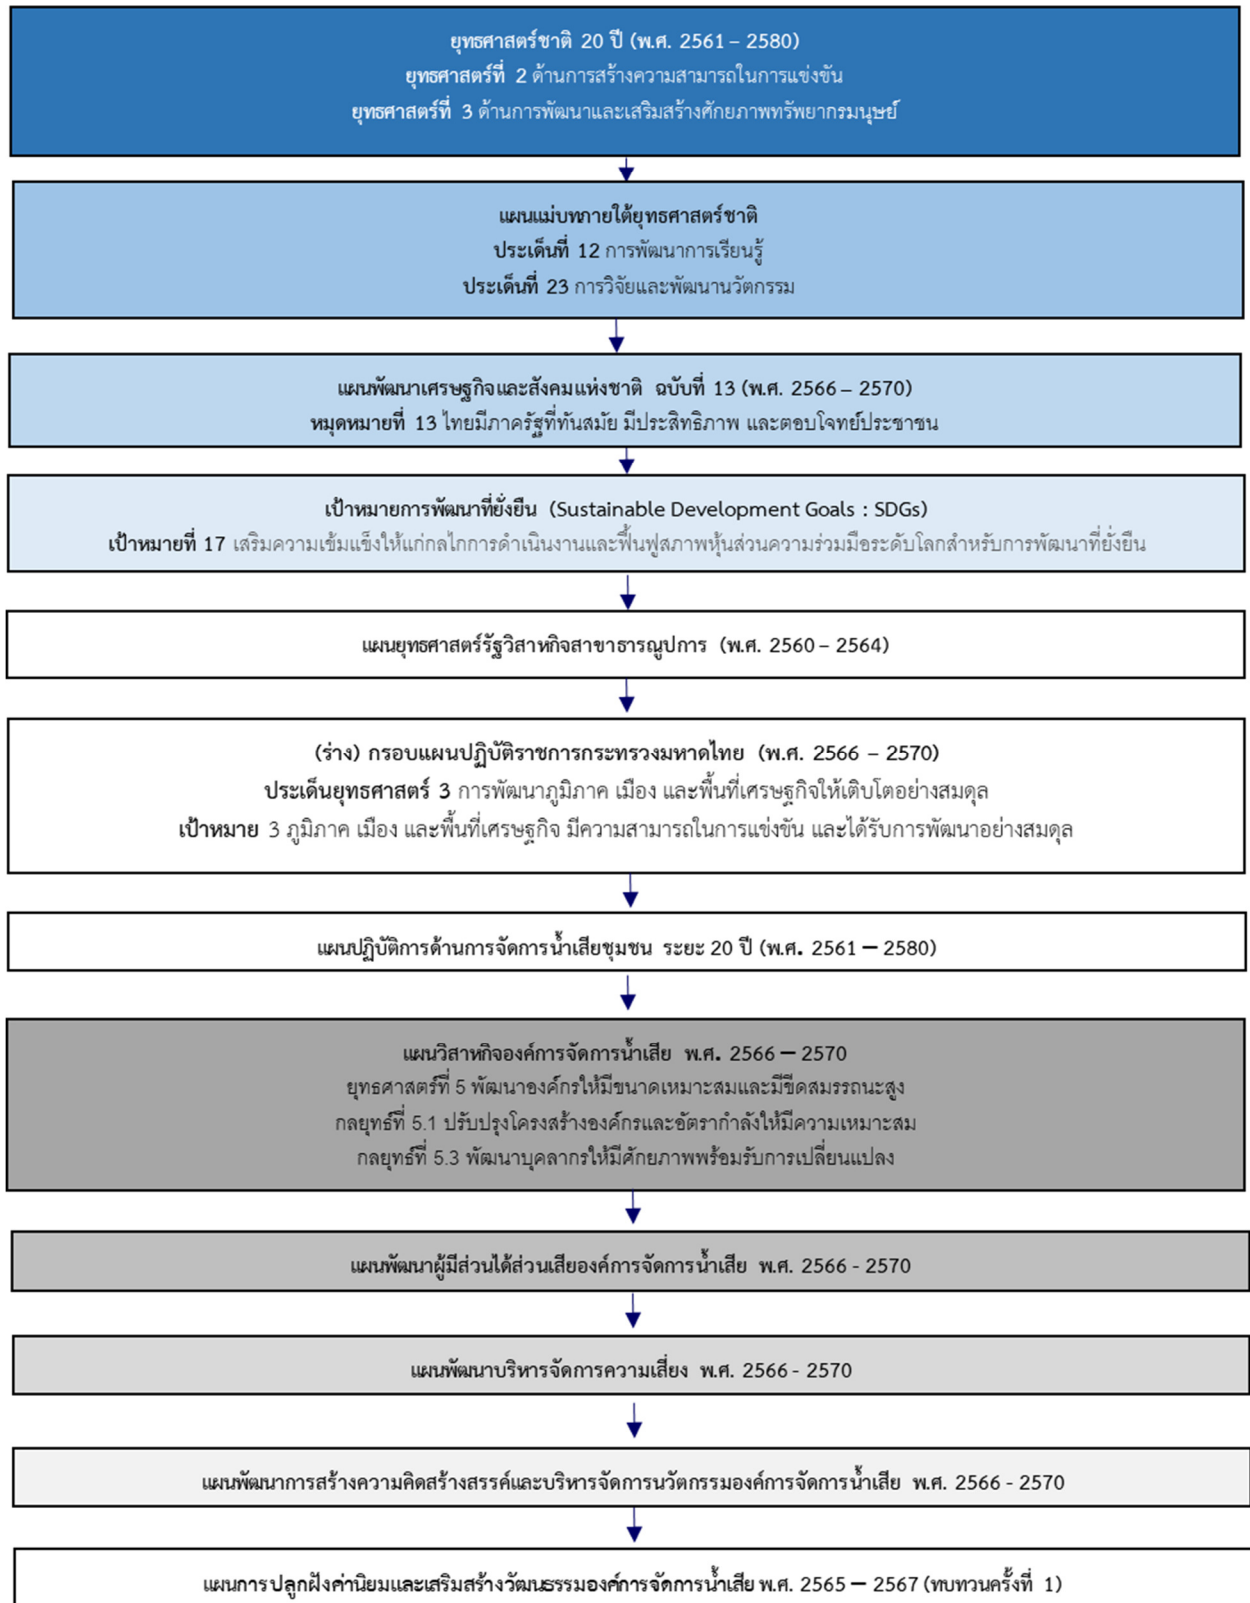 ยุทธศาสตร์ชาติ 20 ปี (พ.ศ. 2561 – 2580)
ยุทธศาสตร์ที่ 2 ด้านการสร้างความสามารถในการแข่งขัน
ยุทธศาสตร์ที่ 3 ด้านการพัฒนาและเสริมสร้างศักยภาพทรัพยากรมนุษย์
แผนแม่บทภายใต้ยุทธศาสตร์ชาติ
ประเด็นที่ 12 การพัฒนาการเรียนรู้
ประเด็นที่ 23 การวิจัยและพัฒนานวัตกรรม
แผนพัฒนาเศรษฐกิจและสังคมแห่งชาติ ฉบับที่ 13 (พ.ศ. 2566 – 2570)
หมุดหมายที่ 13 ไทยมีภาครัฐที่ทันสมัย มีประสิทธิภาพ และตอบโจทย์ประชาชน
เป้าหมายการพัฒนาที่ยั่งยืน (Sustainable Development Goals : SDGs)
เป้าหมายที่ 17 เสริมความเข้มแข็งให้แก่กลไกการดำเนินงานและฟื้นฟูสภาพหุ้นส่วนความร่วมมือระดับโลกสำหรับการพัฒนาที่ยั่งยืน
แผนยุทธศาสตร์รัฐวิสาหกิจสาขาธารณูปการ (พ.ศ. 2560 – 2564)
(ร่าง) กรอบแผนปฏิบัติราชการกระทรวงมหาดไทย (พ.ศ. 2566 – 2570)
ประเด็นยุทธศาสตร์ 3 การพัฒนาภูมิภาค เมือง และพื้นที่เศรษฐกิจให้เติบโตอย่างสมดุล
เป้าหมาย 3 ภูมิภาค เมือง และพื้นที่เศรษฐกิจ มีความสามารถในการแข่งขัน และได้รับการพัฒนาอย่างสมดุล
แผนปฏิบัติการด้านการจัดการน้ำเสียชุมชน ระยะ 20 ปี (พ.ศ. 2561 – 2580)
แผนวิสาหกิจองค์การจัดการน้ำเสีย พ.ศ. 2566 – 2570
ยุทธศาสตร์ที่ 5 พัฒนาองค์กรให้มีขนาดเหมาะสมและมีขีดสมรรถนะสูง
กลยุทธ์ที่ 5.1 ปรับปรุงโครงสร้างองค์กรและอัตรากำลังให้มีความเหมาะสม
กลยุทธ์ที่ 5.3 พัฒนาบุคลากรให้มีศักยภาพพร้อมรับการเปลี่ยนแปลง
แผนพัฒนาผู้มีส่วนได้ส่วนเสียองค์การจัดการน้ำเสีย พ.ศ. 2566 - 2570
แผนพัฒนาบริหารจัดการความเสี่ยง พ.ศ. 2566 - 2570
แผนพัฒนาการสร้างความคิดสร้างสรรค์และบริหารจัดการนวัตกรรมองค์การจัดการน้ำเสีย พ.ศ. 2566 - 2570
แผนการปลูกฝังค่านิยมและเสริมสร้างวัฒนธรรมองค์การจัดการน้ำเสีย พ.ศ. 2565 – 2567 (ทบทวนครั้งที่ 1)